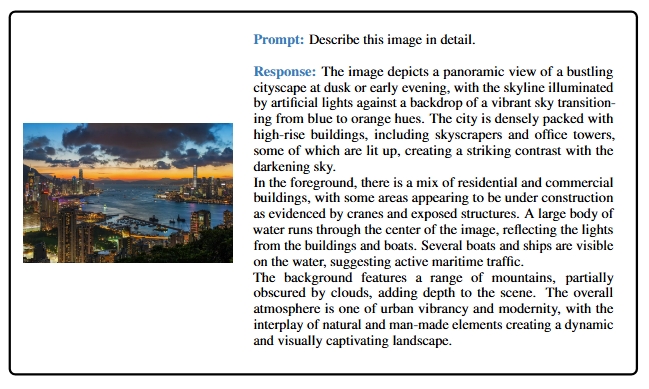 Prompt: Describe this image in detail.
Response: The image depicts a panoramic view of a bustling
cityscape at dusk or early evening, with the skyline illuminated
by artificial lights against a backdrop of a vibrant sky transition-
ing from blue to orange hues. The city is densely packed with
high-rise buildings, including skyscrapers and office towers,
some of which are lit up, creating a striking contrast with the
darkening sky.
In the foreground, there is a mix of residential and commercial
buildings, with some areas appearing to be under construction
as evidenced by cranes and exposed structures. A large body of
water runs through the center of the image, reflecting the lights
from the buildings and boats. Several boats and ships are visible
on the water, suggesting active maritime traffic.
The background features a range of mountains, partially
obscured by clouds, adding depth to the scene. The overall
atmosphere is one of urban vibrancy and modernity, with the
interplay of natural and man-made elements creating a dynamic
and visually captivating landscape.